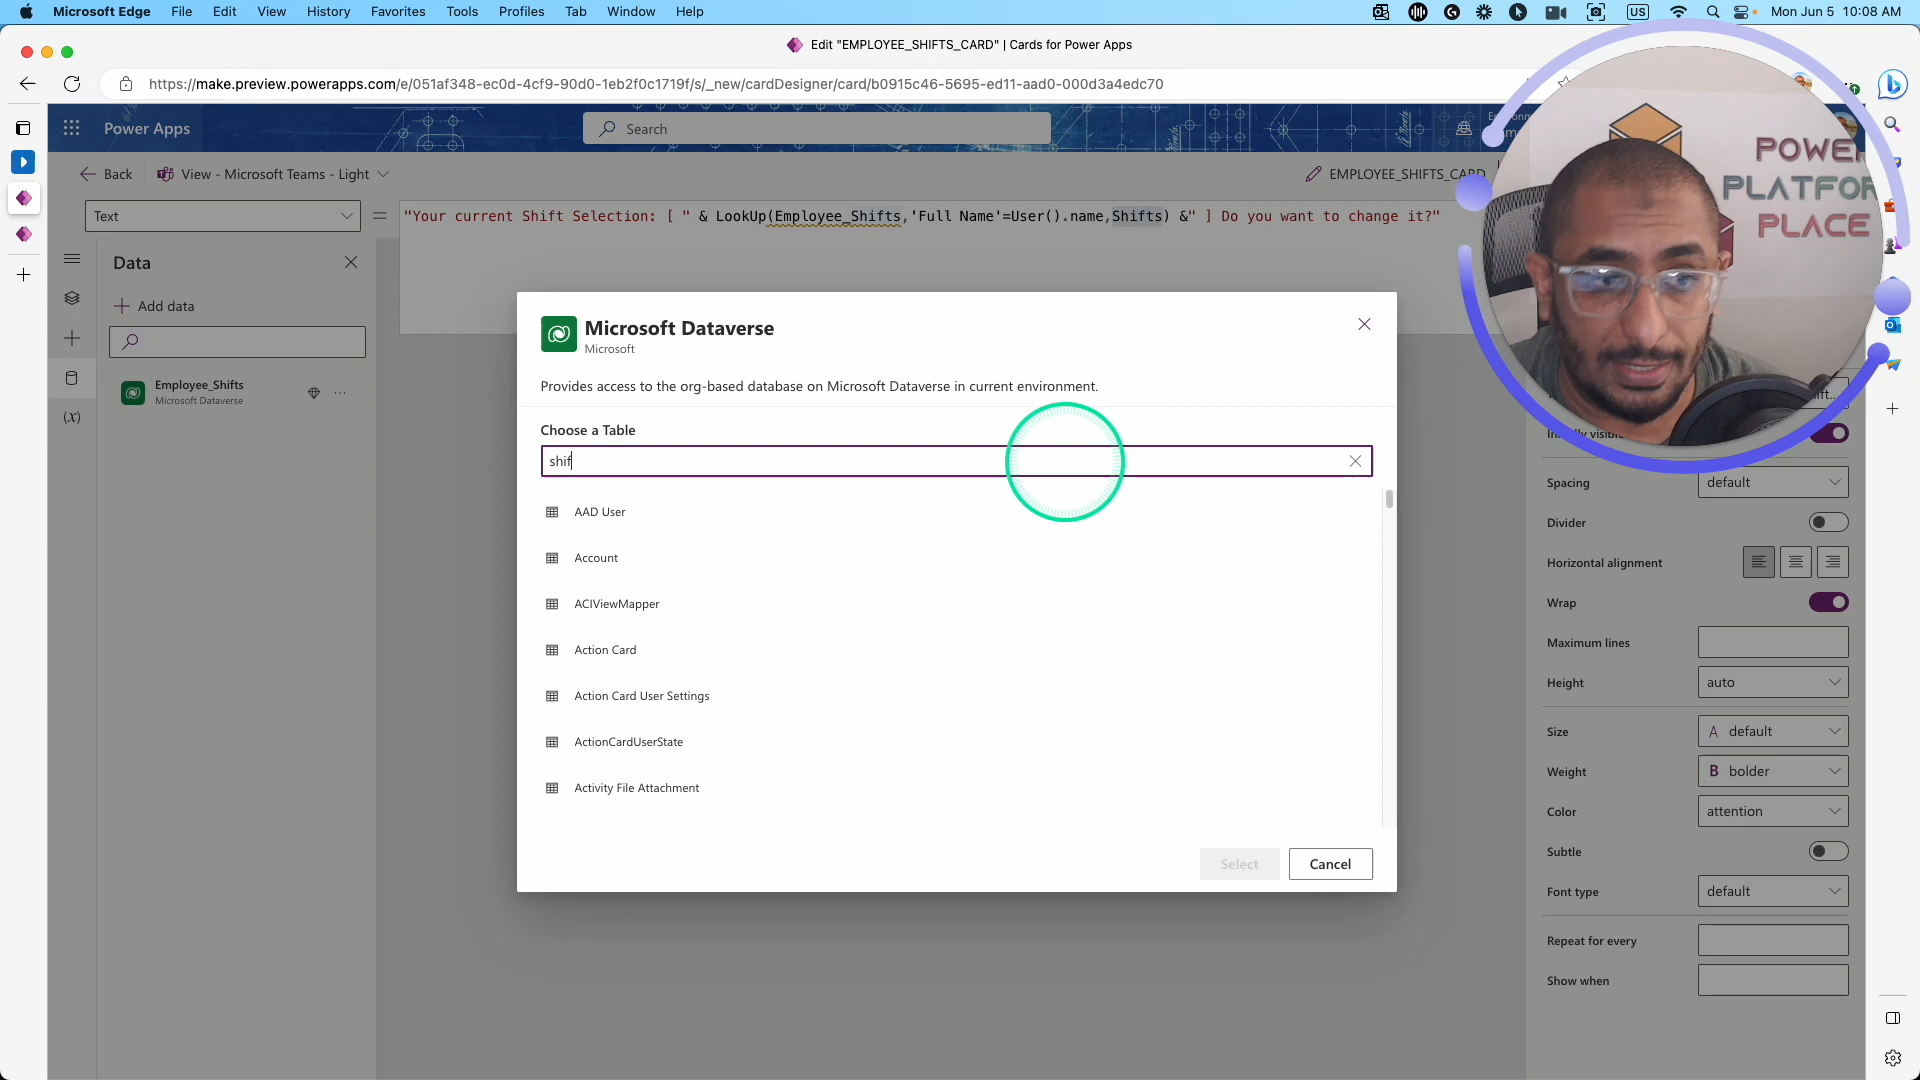 Microsoft Edge File Edit View History Favorites Tools Profiles Tab Window Help US Mon Jun 5 10:08 AM
Edit "EMPLOYEE_SHIFTS_CARD" | Cards for Power Apps
https://make.preview.powerapps.com/e/051af348-ec0d-4cf9-90d0-1eb2f0c1719f/s/_new/cardDesigner/card/b0915c46-5695-ed11-aad0-000d3a4edc70
Power Apps Search
Back View - Microsoft Teams - Light EMPLOYEE_SHIFTS_CARD
POWER
PLATFOR
PLACE
Text = "Your current Shift Selection: [ " & LookUp(Employee_Shifts,'Full Name'=User().name,Shifts) &" ] Do you want to change it?"
Data
Add data
Employee_Shifts
Microsoft Dataverse
(x)
Microsoft Dataverse
Microsoft
Provides access to the org-based database on Microsoft Dataverse in current environment.
Choose a Table
shif
AAD User
Account
ACIViewMapper
Action Card
Action Card User Settings
ActionCardUserState
Activity File Attachment
Select Cancel
Spacing default
Divider
Horizontal alignment
Wrap
Maximum lines
Height auto
Size A default
Weight B bolder
Color attention
Subtle
Font type default
Repeat for every
Show when